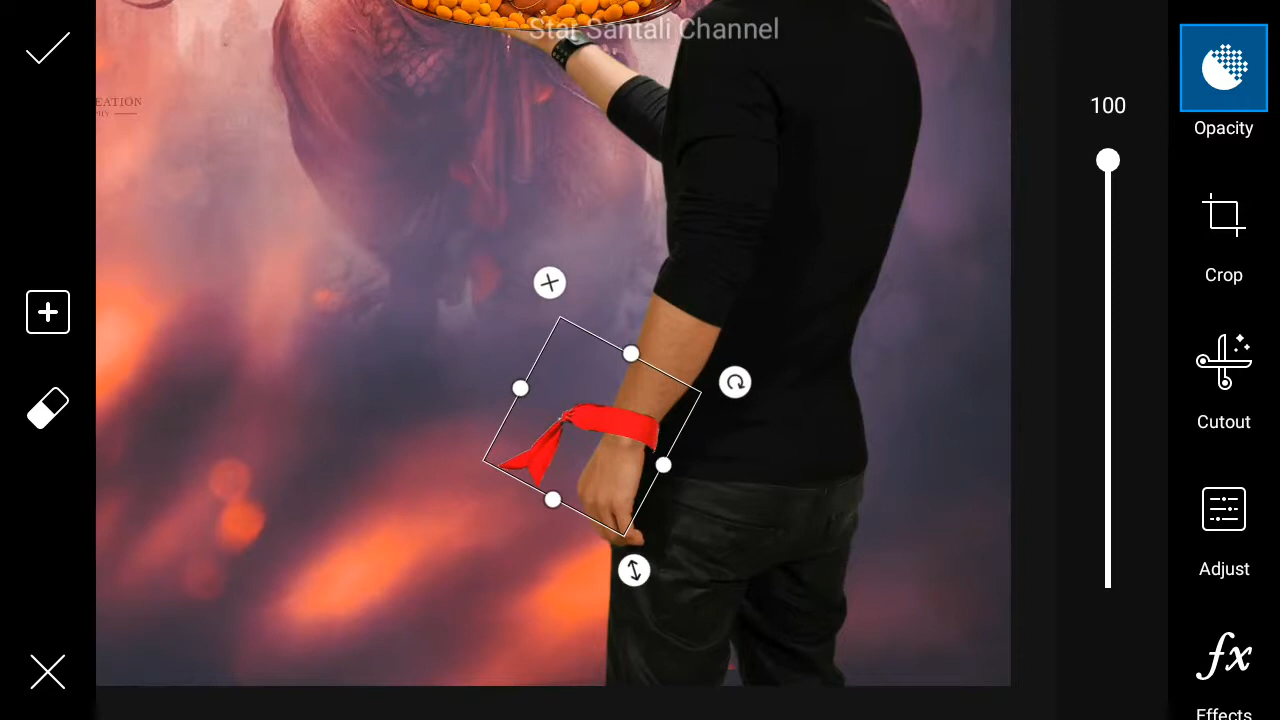 Star Santali Channel
EATION
100
Opacity
Crop
Cutout
Adjust
fx
Effects